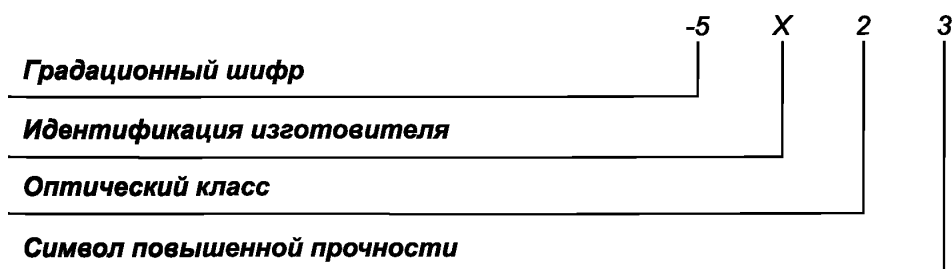 -5 X 2 3
Градационный шифр
Идентификация изготовителя
Оптический класс
Символ повышенной прочности